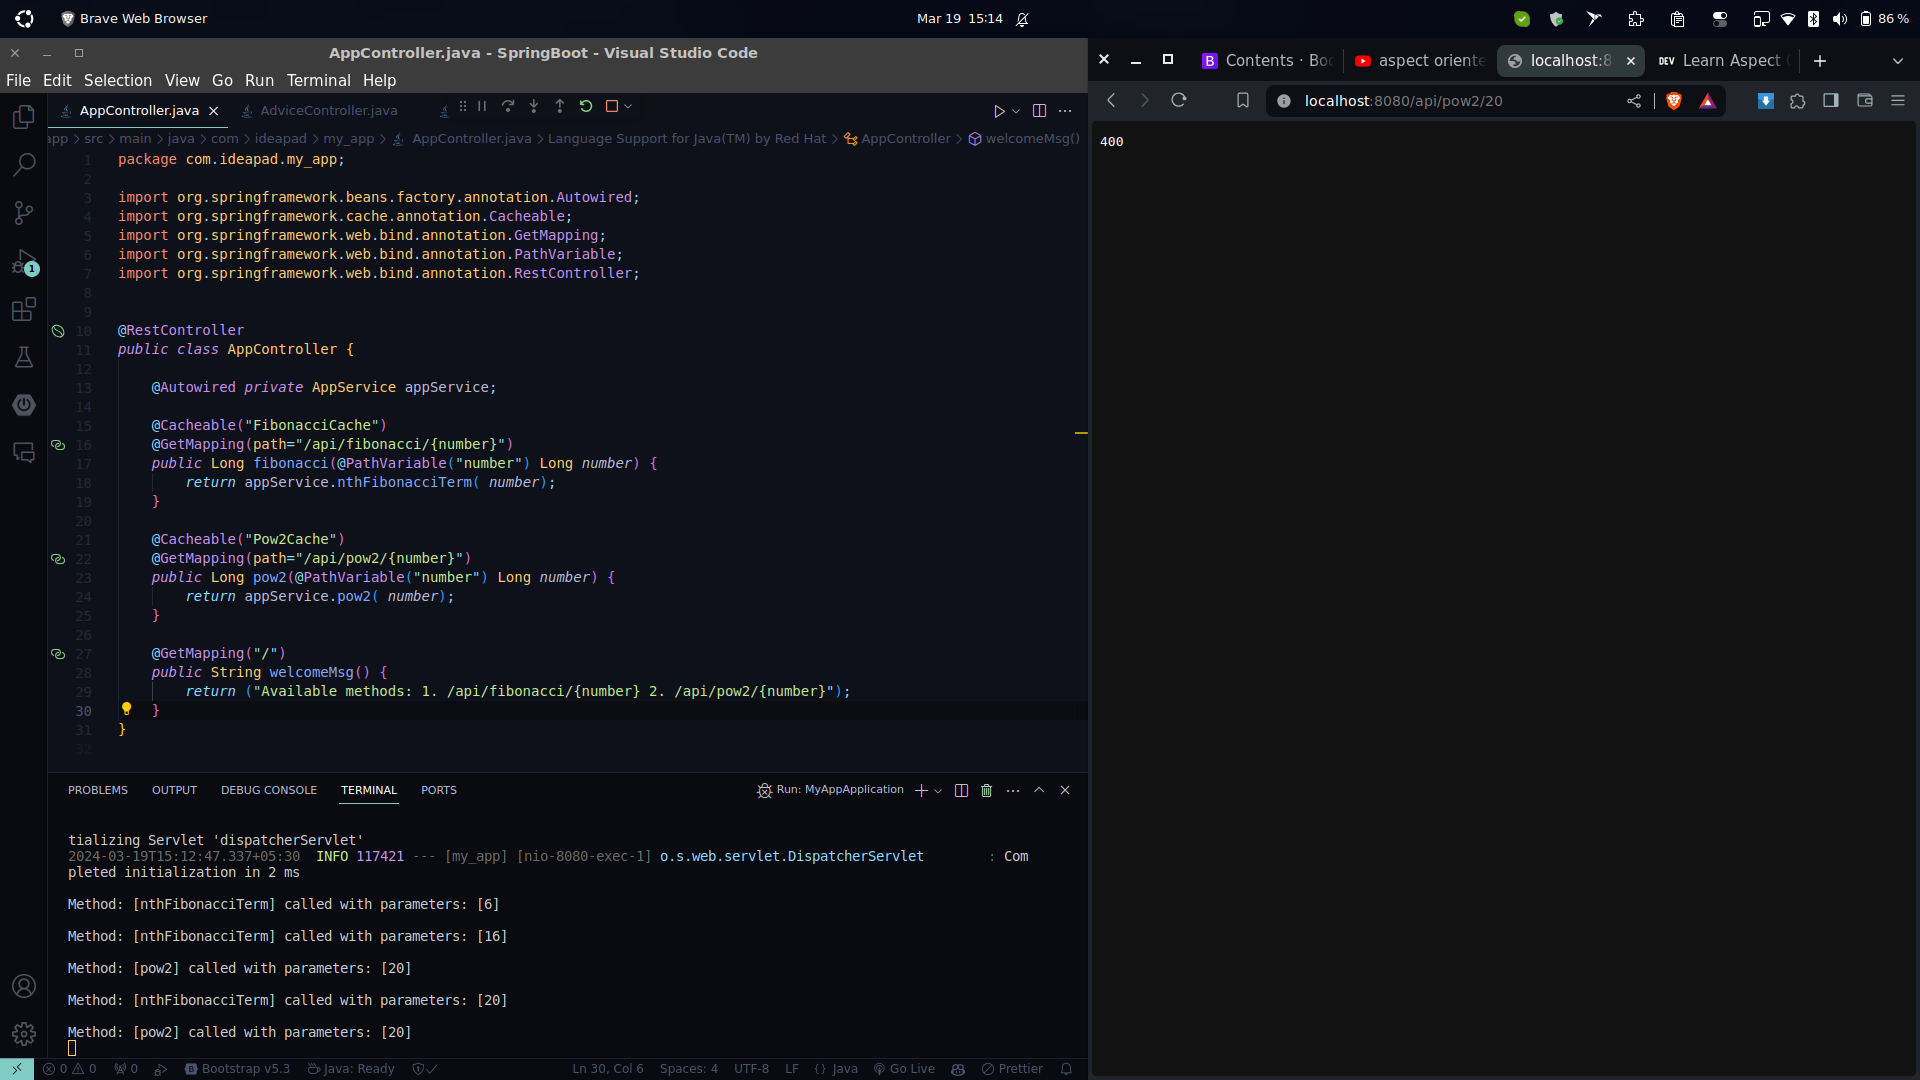 Brave Web Browser
Mar 19 15:14
86 %
AppController.java - SpringBoot - Visual Studio Code
File Edit Selection View Go Run Terminal Help
AppController.java
AdviceController.java
app > src > main > java > com > ideapad > my_app > AppController.java > Language Support for Java(TM) by Red Hat > AppController > welcomeMsg()
1 package com.ideapad.my_app;
2
3 import org.springframework.beans.factory.annotation.Autowired;
4 import org.springframework.cache.annotation.Cacheable;
5 import org.springframework.web.bind.annotation.GetMapping;
6 import org.springframework.web.bind.annotation.PathVariable;
7 import org.springframework.web.bind.annotation.RestController;
8
9
10 @RestController
11 public class AppController {
12
13 @Autowired private AppService appService;
14
15 @Cacheable("FibonacciCache")
16 @GetMapping(path="/api/fibonacci/{number}")
17 public Long fibonacci(@PathVariable("number") Long number) {
18 return appService.nthFibonacciTerm( number);
19 }
20
21 @Cacheable("Pow2Cache")
22 @GetMapping(path="/api/pow2/{number}")
23 public Long pow2(@PathVariable("number") Long number) {
24 return appService.pow2( number);
25 }
26
27 @GetMapping("/")
28 public String welcomeMsg() {
29 return ("Available methods: 1. /api/fibonacci/{number} 2. /api/pow2/{number}");
30 }
31 }
32
1
PROBLEMS OUTPUT DEBUG CONSOLE TERMINAL PORTS
Run: MyAppApplication
tializing Servlet 'dispatcherServlet'
2024-03-19T15:12:47.337+05:30 INFO 117421 --- [my_app] [nio-8080-exec-1] o.s.web.servlet.DispatcherServlet : Com
pleted initialization in 2 ms
Method: [nthFibonacciTerm] called with parameters: [6]
Method: [nthFibonacciTerm] called with parameters: [16]
Method: [pow2] called with parameters: [20]
Method: [nthFibonacciTerm] called with parameters: [20]
Method: [pow2] called with parameters: [20]
0 0 0 Bootstrap v5.3 Java: Ready Ln 30, Col 6 Spaces: 4 UTF-8 LF {} Java Go Live Prettier
B Contents · Boo
aspect oriente
localhost:8
DEV Learn Aspect
localhost:8080/api/pow2/20
400